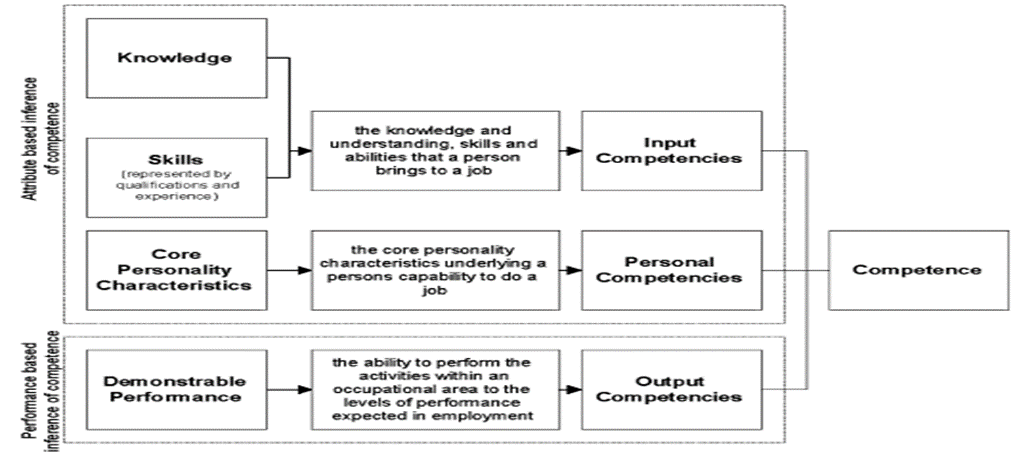 Attribute based inference
of competence
Knowledge
Skills
(represented by
qualifications and
experience)
the knowledge and
understanding, skills and
abilities that a person
brings to a job
Input
Competencies
Core
Personality
Characteristics
the core personality
characteristics underlying a
persons capability to do a
job
Personal
Competencies
Competence
Performance based
inference of competence
Demonstrable
Performance
the ability to perform the
activities within an
occupational area to the
levels of performance
expected in employment
Output
Competencies